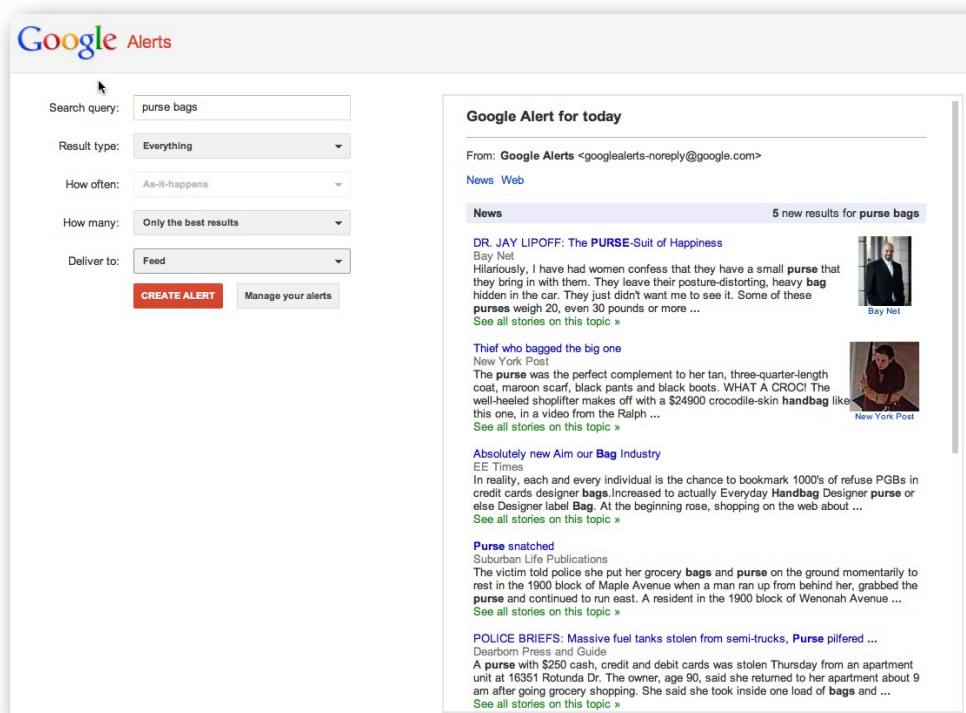 Google Alerts
Search query: purse bags
Result type: Everything
How often: As-it-happens
How many: Only the best results
Deliver to: Feed
CREATE ALERT Manage your alerts
Google Alert for today
From: Google Alerts <googlealerts-noreply@google.com>
News Web
News 5 new results for purse bags
DR. JAY LIPOFF: The PURSE-Suit of Happiness
Bay Net
Hilariously, I have had women confess that they have a small purse that
they bring in with them. They leave their posture-distorting, heavy bag
hidden in the car. They just didn't want me to see it. Some of these
purses weigh 20, even 30 pounds or more ...
See all stories on this topic »
Bay Net
Thief who bagged the big one
New York Post
The purse was the perfect complement to her tan, three-quarter-length
coat, maroon scarf, black pants and black boots. WHAT A CROC! The
well-heeled shoplifter makes off with a $24900 crocodile-skin handbag like
this one, in a video from the Ralph ...
See all stories on this topic »
New York Post
Absolutely new Aim our Bag Industry
EE Times
In reality, each and every individual is the chance to bookmark 1000's of refuse PGBs in
credit cards designer bags.Increased to actually Everyday Handbag Designer purse or
else Designer label Bag. At the beginning rose, shopping on the web about ...
See all stories on this topic »
Purse snatched
Suburban Life Publications
The victim told police she put her grocery bags and purse on the ground momentarily to
rest in the 1900 block of Maple Avenue when a man ran up from behind her, grabbed the
purse and continued to run east. A resident in the 1900 block of Wenonah Avenue ...
See all stories on this topic »
POLICE BRIEFS: Massive fuel tanks stolen from semi-trucks, Purse pilfered ...
Dearborn Press and Guide
A purse with $250 cash, credit and debit cards was stolen Thursday from an apartment
unit at 16351 Rotunda Dr. The owner, age 90, said she returned to her apartment about 9
am after going grocery shopping. She said she took inside one load of bags and ...
See all stories on this topic »